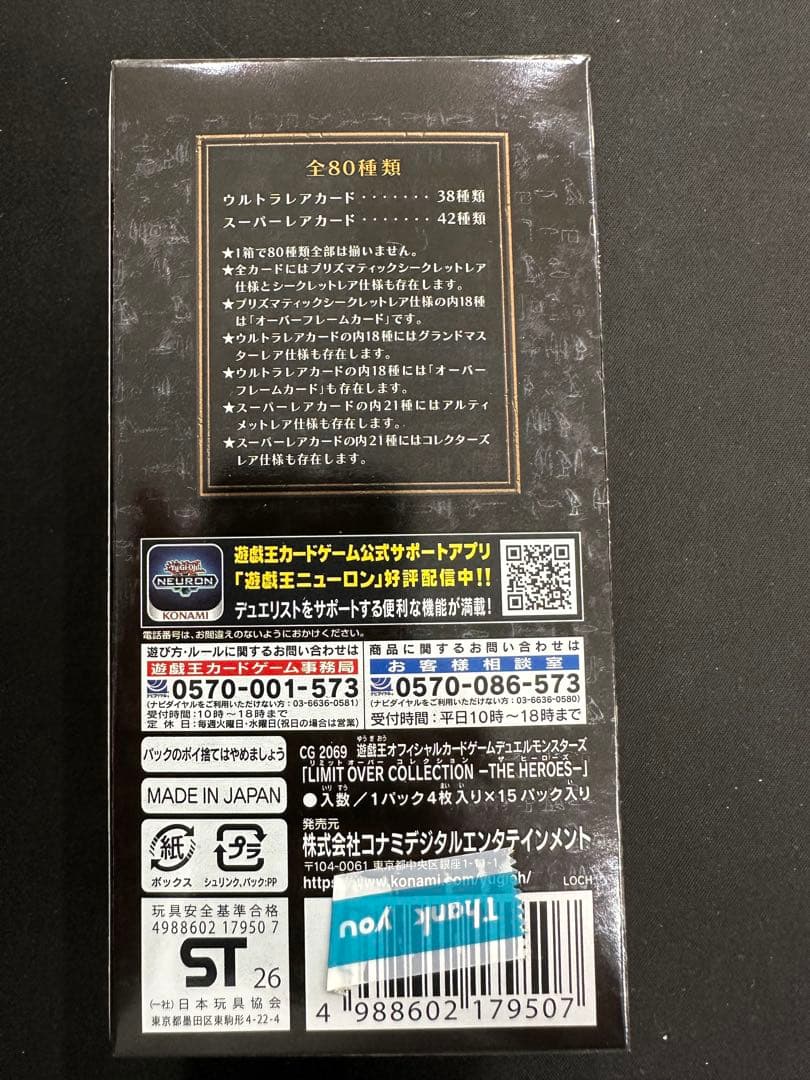 全80種類
ウルトラレアカード・・・・・・・38種類
スーパーレアカード・・・・・・・42種類
★1箱で80種類全部は揃いません。
★全カードにはプリズマティックシークレットレア
仕様とシークレットレア仕様も存在します。
★プリズマティックシークレットレア仕様の内18種
は「オーバーフレームカード」です。
★ウルトラレアカードの内18種にはグランドマス
ターレア仕様も存在します。
★ウルトラレアカードの内18種には「オーバー
フレームカード」も存在します。
★スーパーレアカードの内21種にはアルティ
メットレア仕様も存在します。
★スーパーレアカードの内21種にはコレクターズ
レア仕様も存在します。
Yu-Gi-Oh!
NEURON
KONAMI
遊戯王カードゲーム公式サポートアプリ
「遊戯王ニューロン」好評配信中!!
デュエリストをサポートする便利な機能が満載!
電話番号は、お間違えのないようにおかけください。
遊び方・ルールに関するお問い合わせは
遊戯王カードゲーム事務局
0570-001-573
(ナビダイヤルをご利用いただけない方:03-6636-0581)
受付時間:10時〜18時まで
定休日:毎週火曜日・水曜日(祝日の場合は営業)
商品に関するお問い合わせは
お客様相談室
0570-086-573
(ナビダイヤルをご利用いただけない方:03-6636-0580)
受付時間:平日10時〜18時まで
パックのポイ捨てはやめましょう
MADE IN JAPAN
紙
ボックス
プラ
シュリンク,パック:PP
CG 2069 遊戯王オフィシャルカードゲームデュエルモンスターズ
「LIMIT OVER COLLECTION −THE HEROES−」
●入数/1パック4枚入り×15パック入り
発売元
株式会社コナミデジタルエンタテインメント
〒104-0061 東京都中央区銀座1-11-1
https://www.konami.com/yugioh/
LOCH
Thank you
玩具安全基準合格
4988602 17950 7
ST 26
(一社)日本玩具協会
東京都墨田区東駒形4-22-4
4 988602 179507